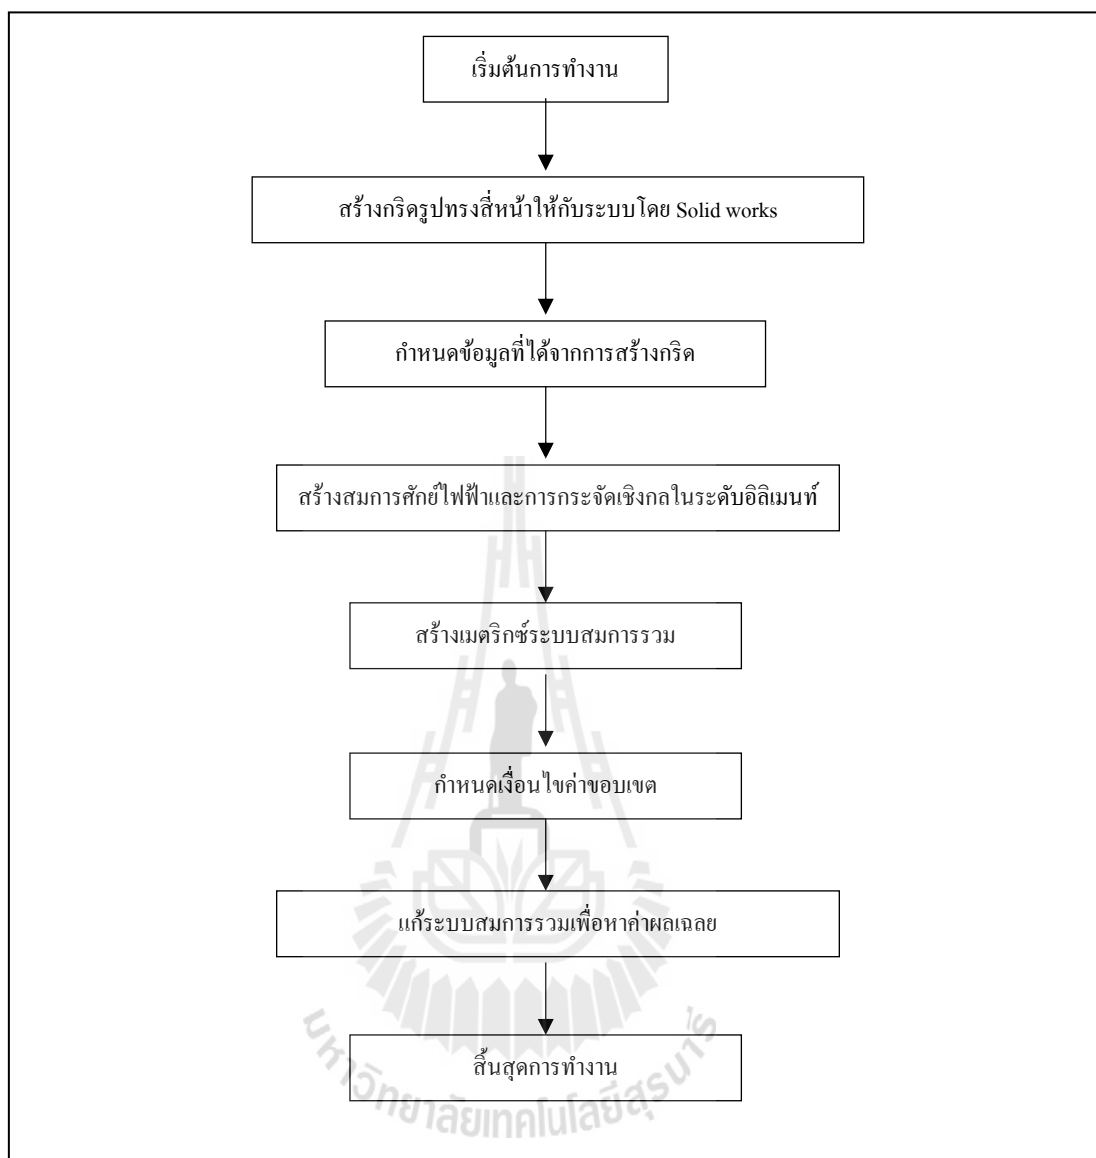 เริ่มต้นการทำงาน
สร้างกริดรูปทรงสี่หน้าให้กับระบบโดย Solid works
กำหนดข้อมูลที่ได้จากการสร้างกริด
สร้างสมการศักย์ไฟฟ้าและการกระจัดเชิงกลในระดับอิลิเมนท์
สร้างเมตริกซ์ระบบสมการรวม
กำหนดเงื่อนไขค่าขอบเขต
แก้ระบบสมการรวมเพื่อหาค่าผลเฉลย
สิ้นสุดการทำงาน
มหาวิทยาลัยเทคโนโลยีสุรนารี